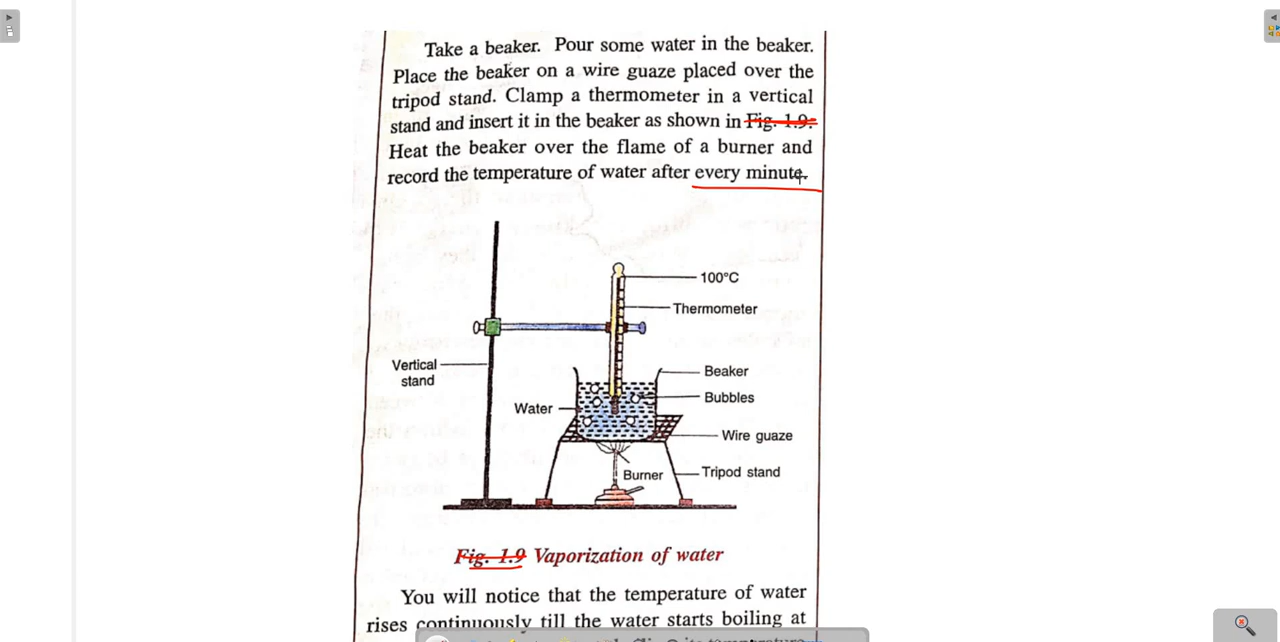 Take a beaker. Pour some water in the beaker.
Place the beaker on a wire guaze placed over the
tripod stand. Clamp a thermometer in a vertical
stand and insert it in the beaker as shown in Fig. 1.9.
Heat the beaker over the flame of a burner and
record the temperature of water after every minute.
100°C
Thermometer
Vertical
stand
Beaker
Bubbles
Water
Wire guaze
Burner
Tripod stand
Fig. 1.9 Vaporization of water
You will notice that the temperature of water
rises continuously till the water starts boiling at